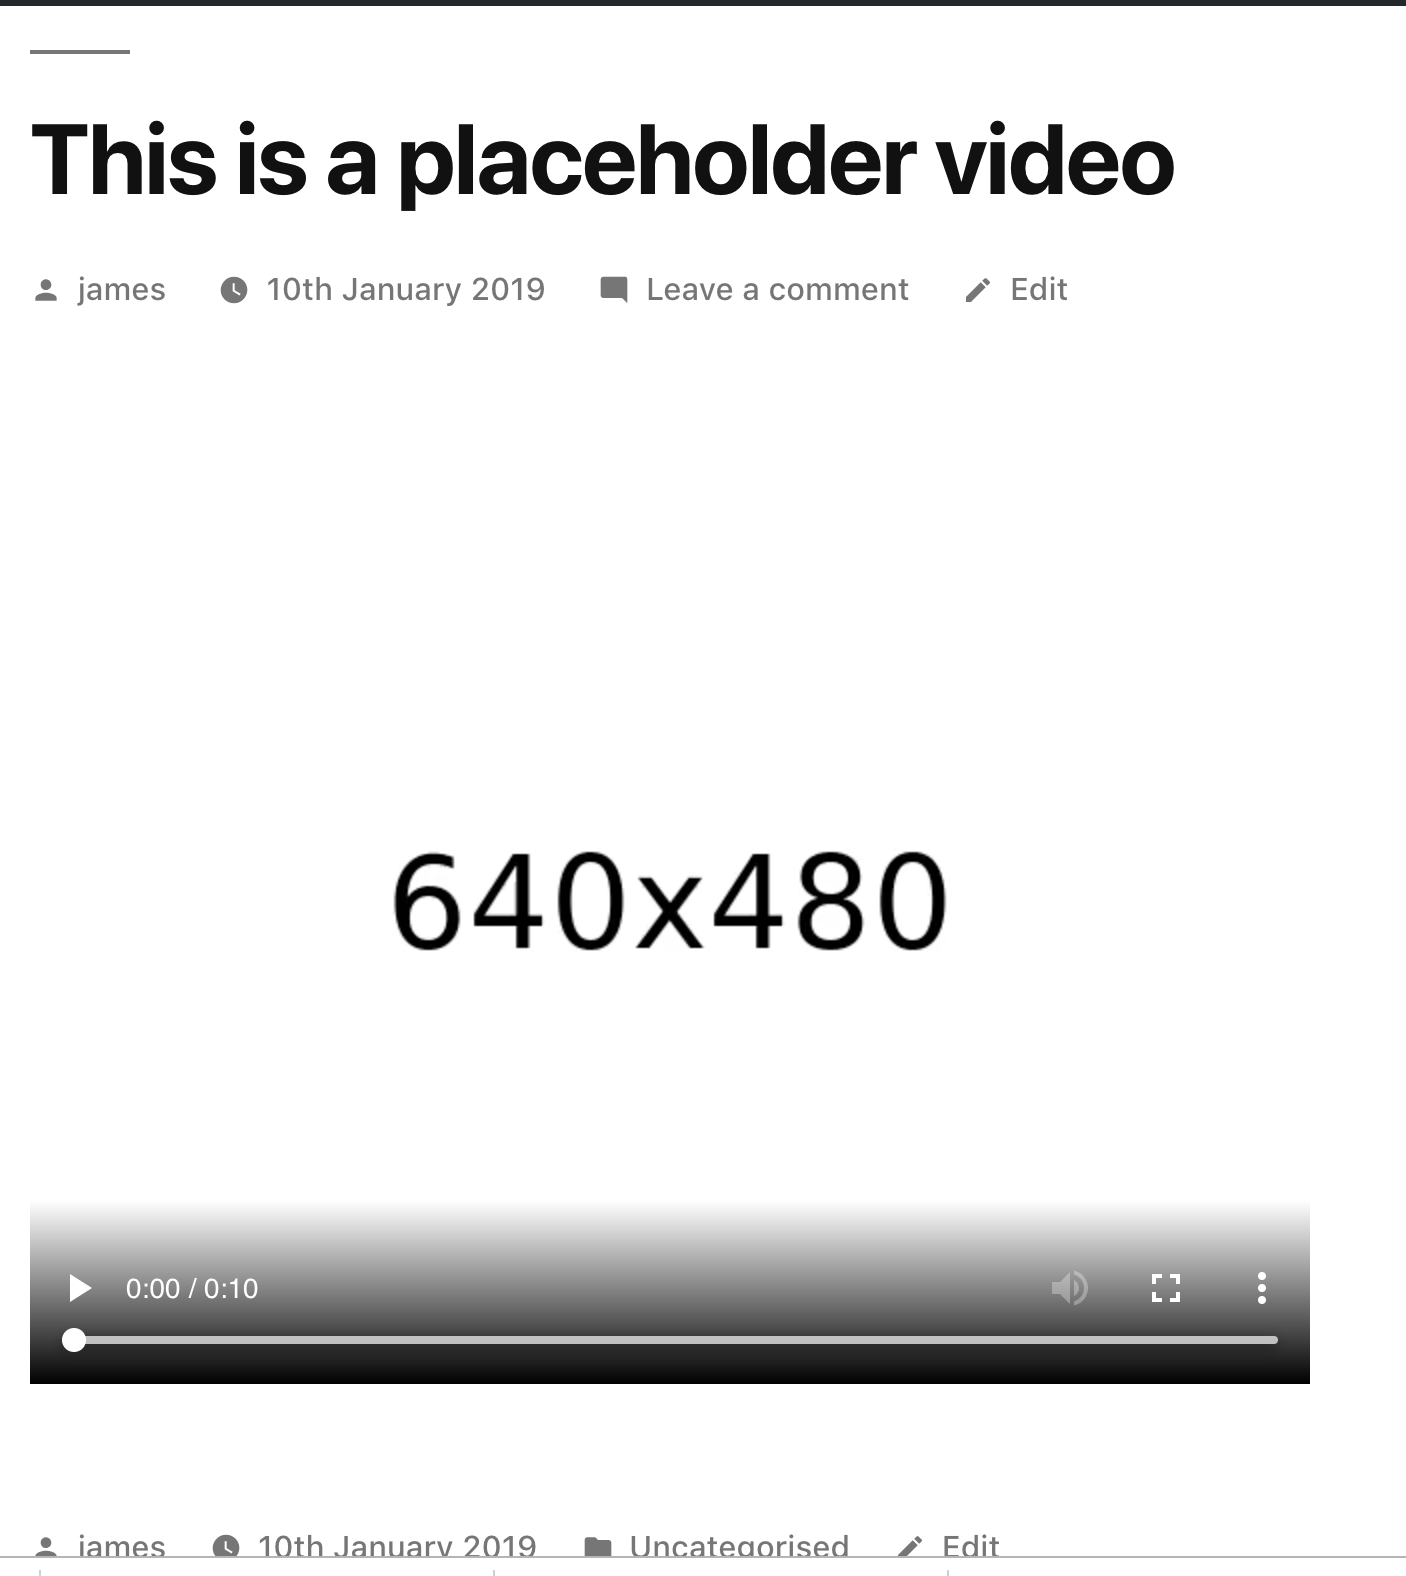 This is a placeholder video
james 10th January 2019 Leave a comment Edit
640x480
0:00 / 0:10
james 10th January 2019 Uncategorised Edit